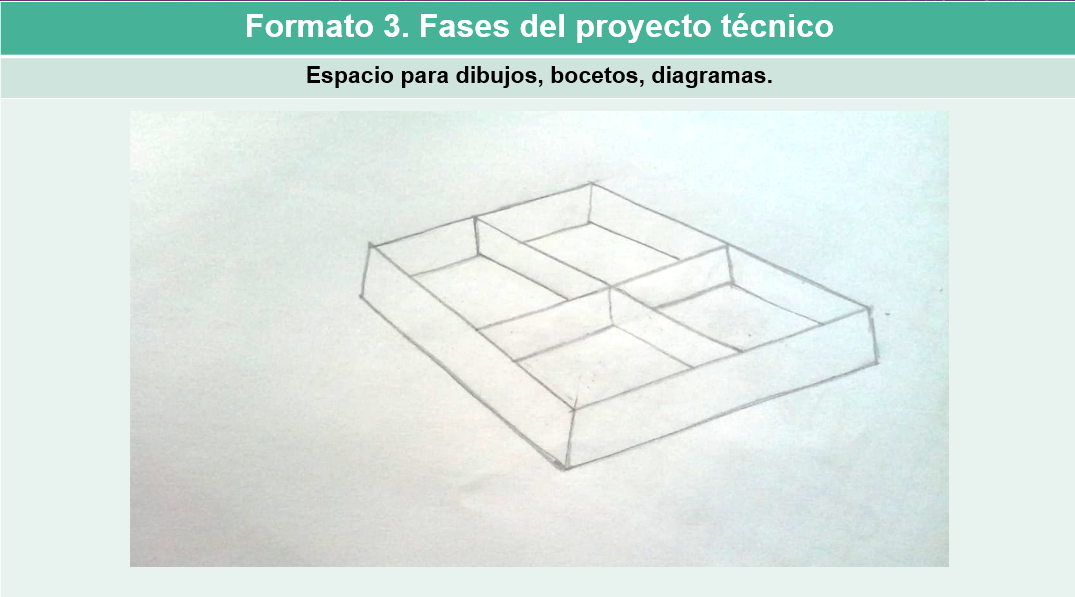 Formato 3. Fases del proyecto técnico
Espacio para dibujos, bocetos, diagramas.